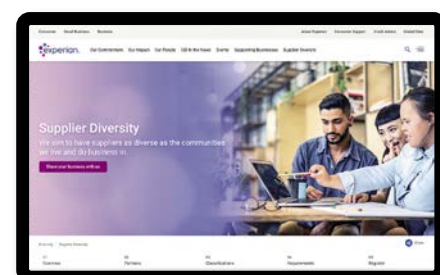 Consumer Small Business Business
About Experian Consumer Support Credit Advice Global Sites
experian. Our Commitment Our Impact Our People DEI in the News Events Supporting Businesses Supplier Diversity
Supplier Diversity
We aim to have suppliers as diverse as the communities
we live and do business in.
Share your business with us
Diversity Supplier Diversity
Share
01 02 03 04 05
Overview Partners Classifications Requirements Register